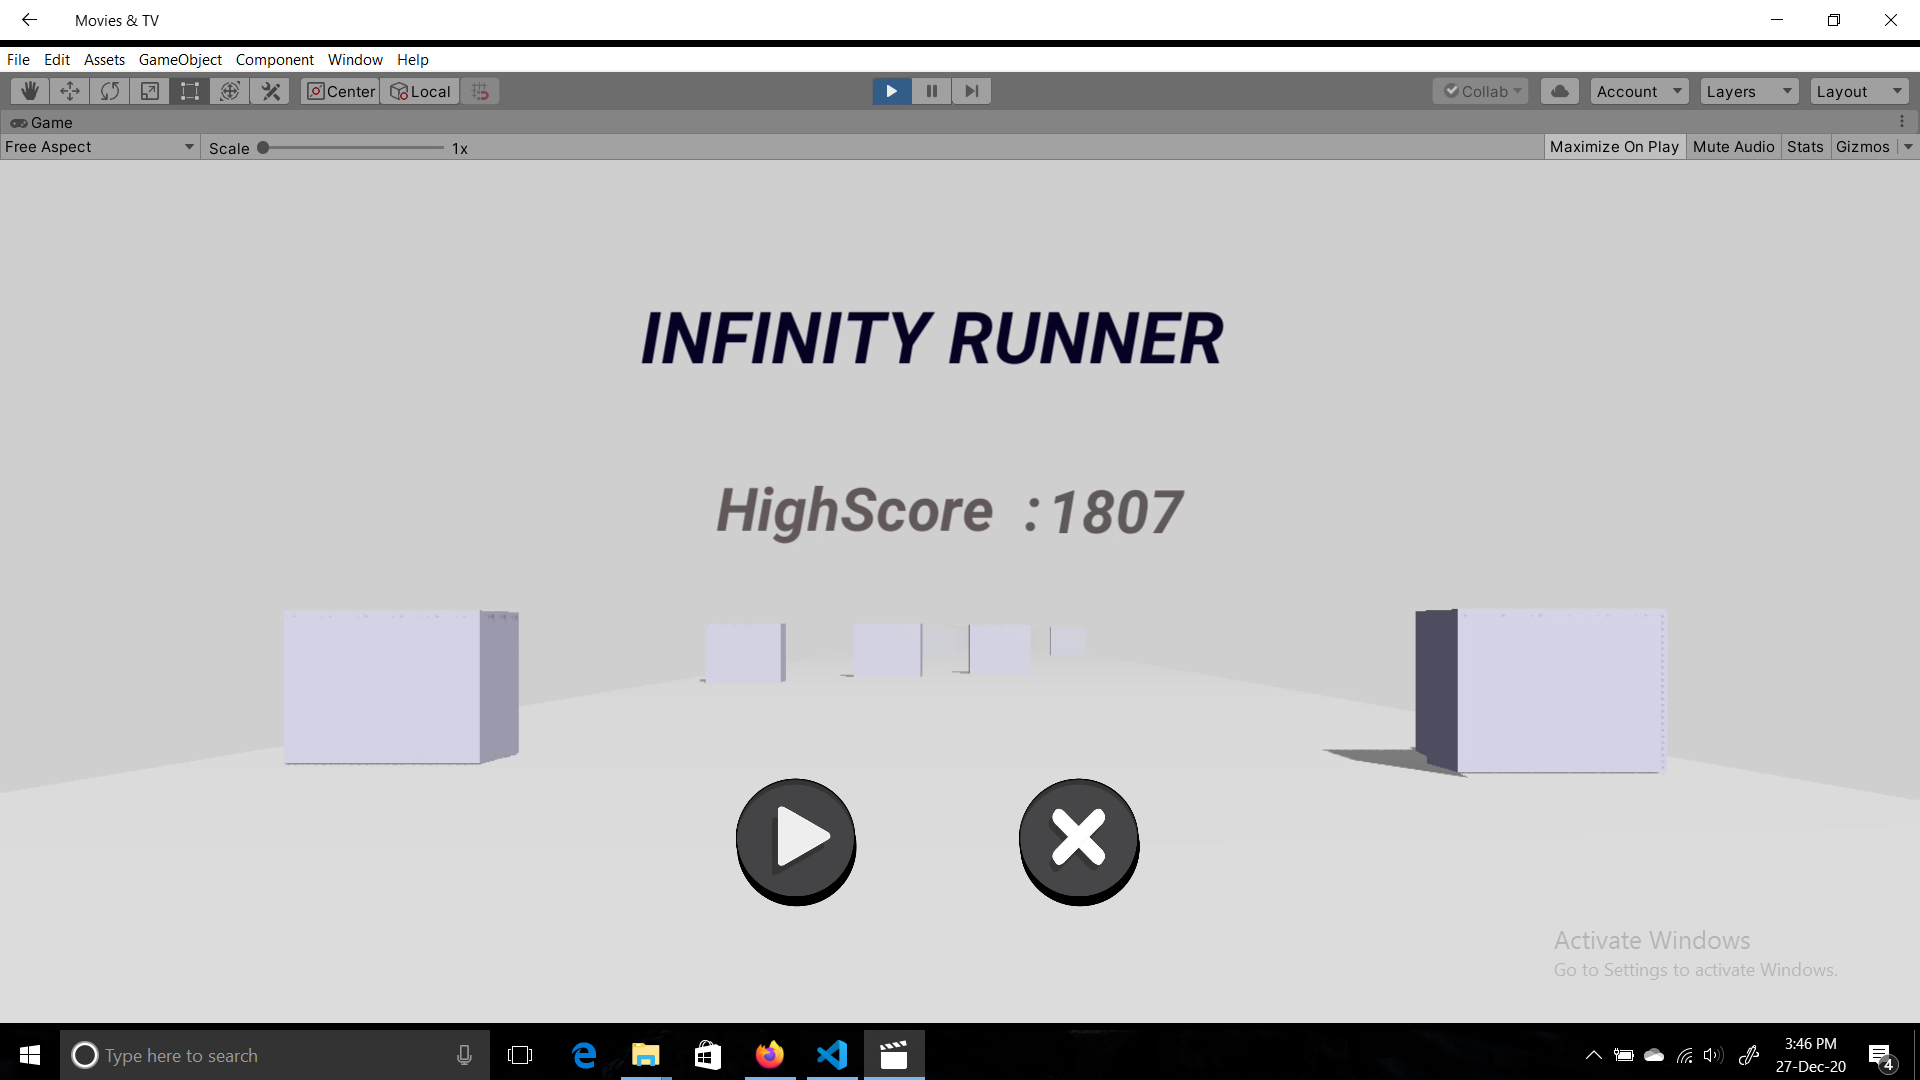 Movies & TV
File Edit Assets GameObject Component Window Help
Center Local Collab Account Layers Layout
Game
Free Aspect Scale 1x Maximize On Play Mute Audio Stats Gizmos
INFINITY RUNNER
HighScore : 1807
Activate Windows
Go to Settings to activate Windows.
Type here to search
3:46 PM
27-Dec-20
4